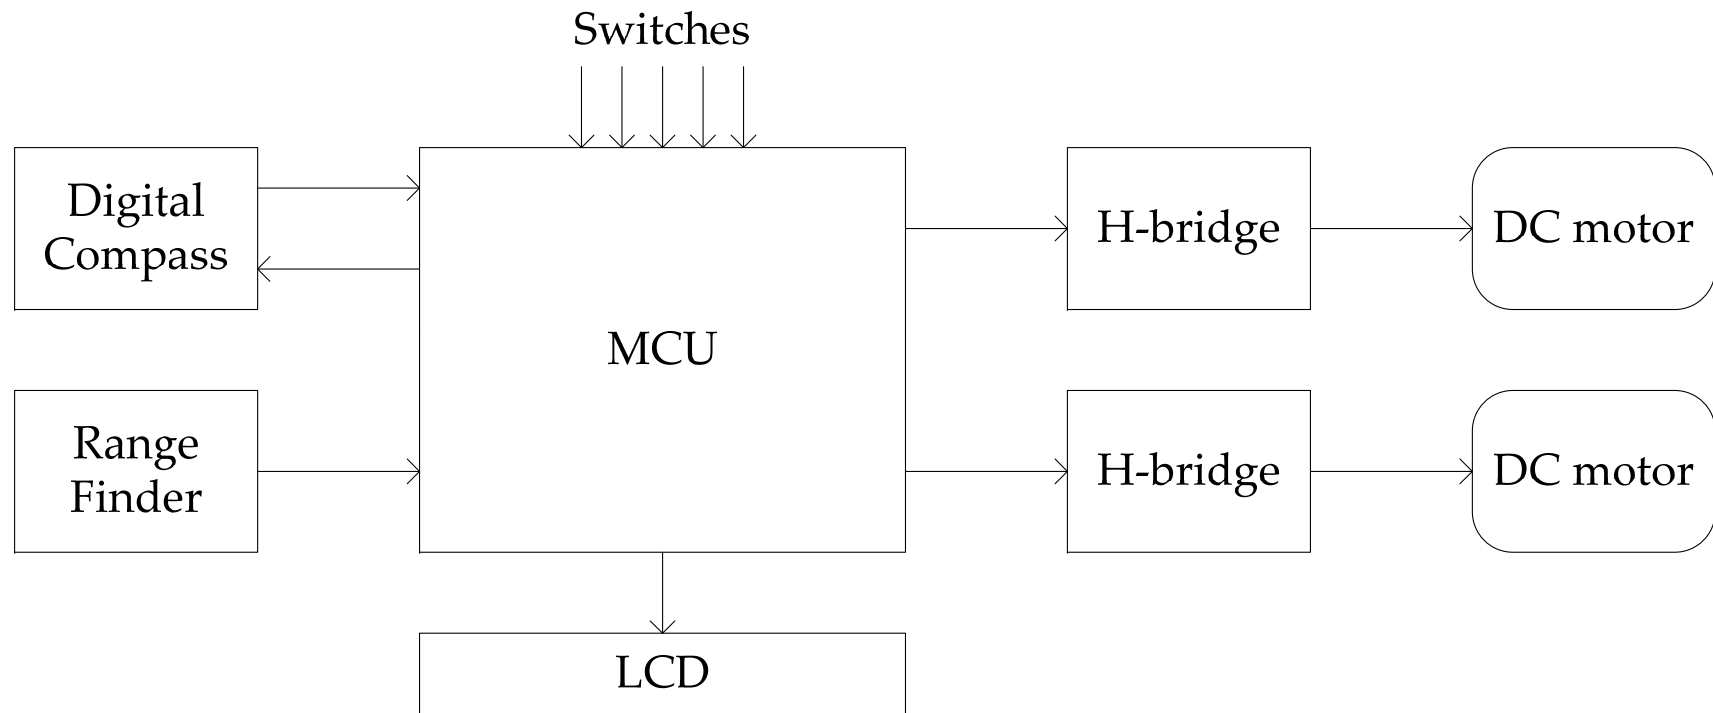 Switches
Digital
Compass
MCU
H-bridge
DC motor
Range
Finder
H-bridge
DC motor
LCD